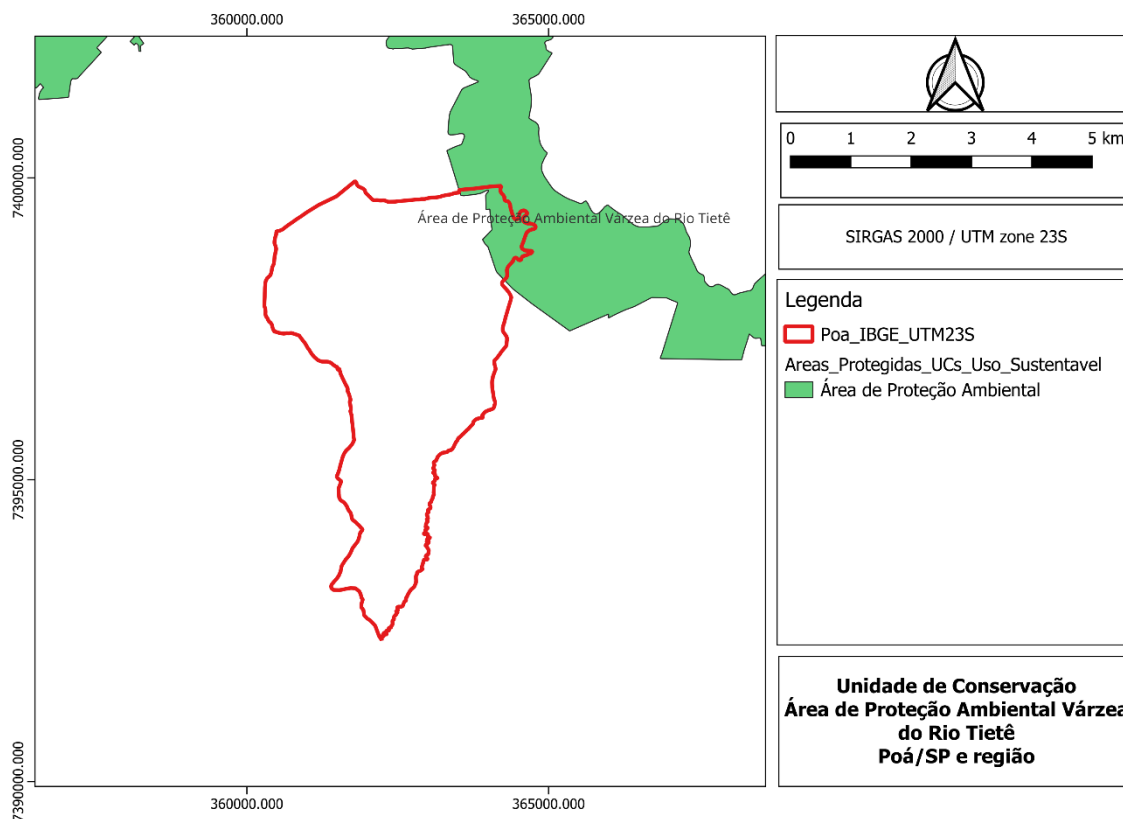 360000.000
365000.000
7400000.000
7395000.000
7390000.000
Área de Proteção Ambiental Várzea do Rio Tietê
360000.000
365000.000
0 1 2 3 4 5 km
SIRGAS 2000 / UTM zone 23S
Legenda
Poa_IBGE_UTM23S
Areas_Protegidas_UCs_Uso_Sustentavel
Área de Proteção Ambiental
Unidade de Conservação
Área de Proteção Ambiental Várzea
do Rio Tietê
Poá/SP e região